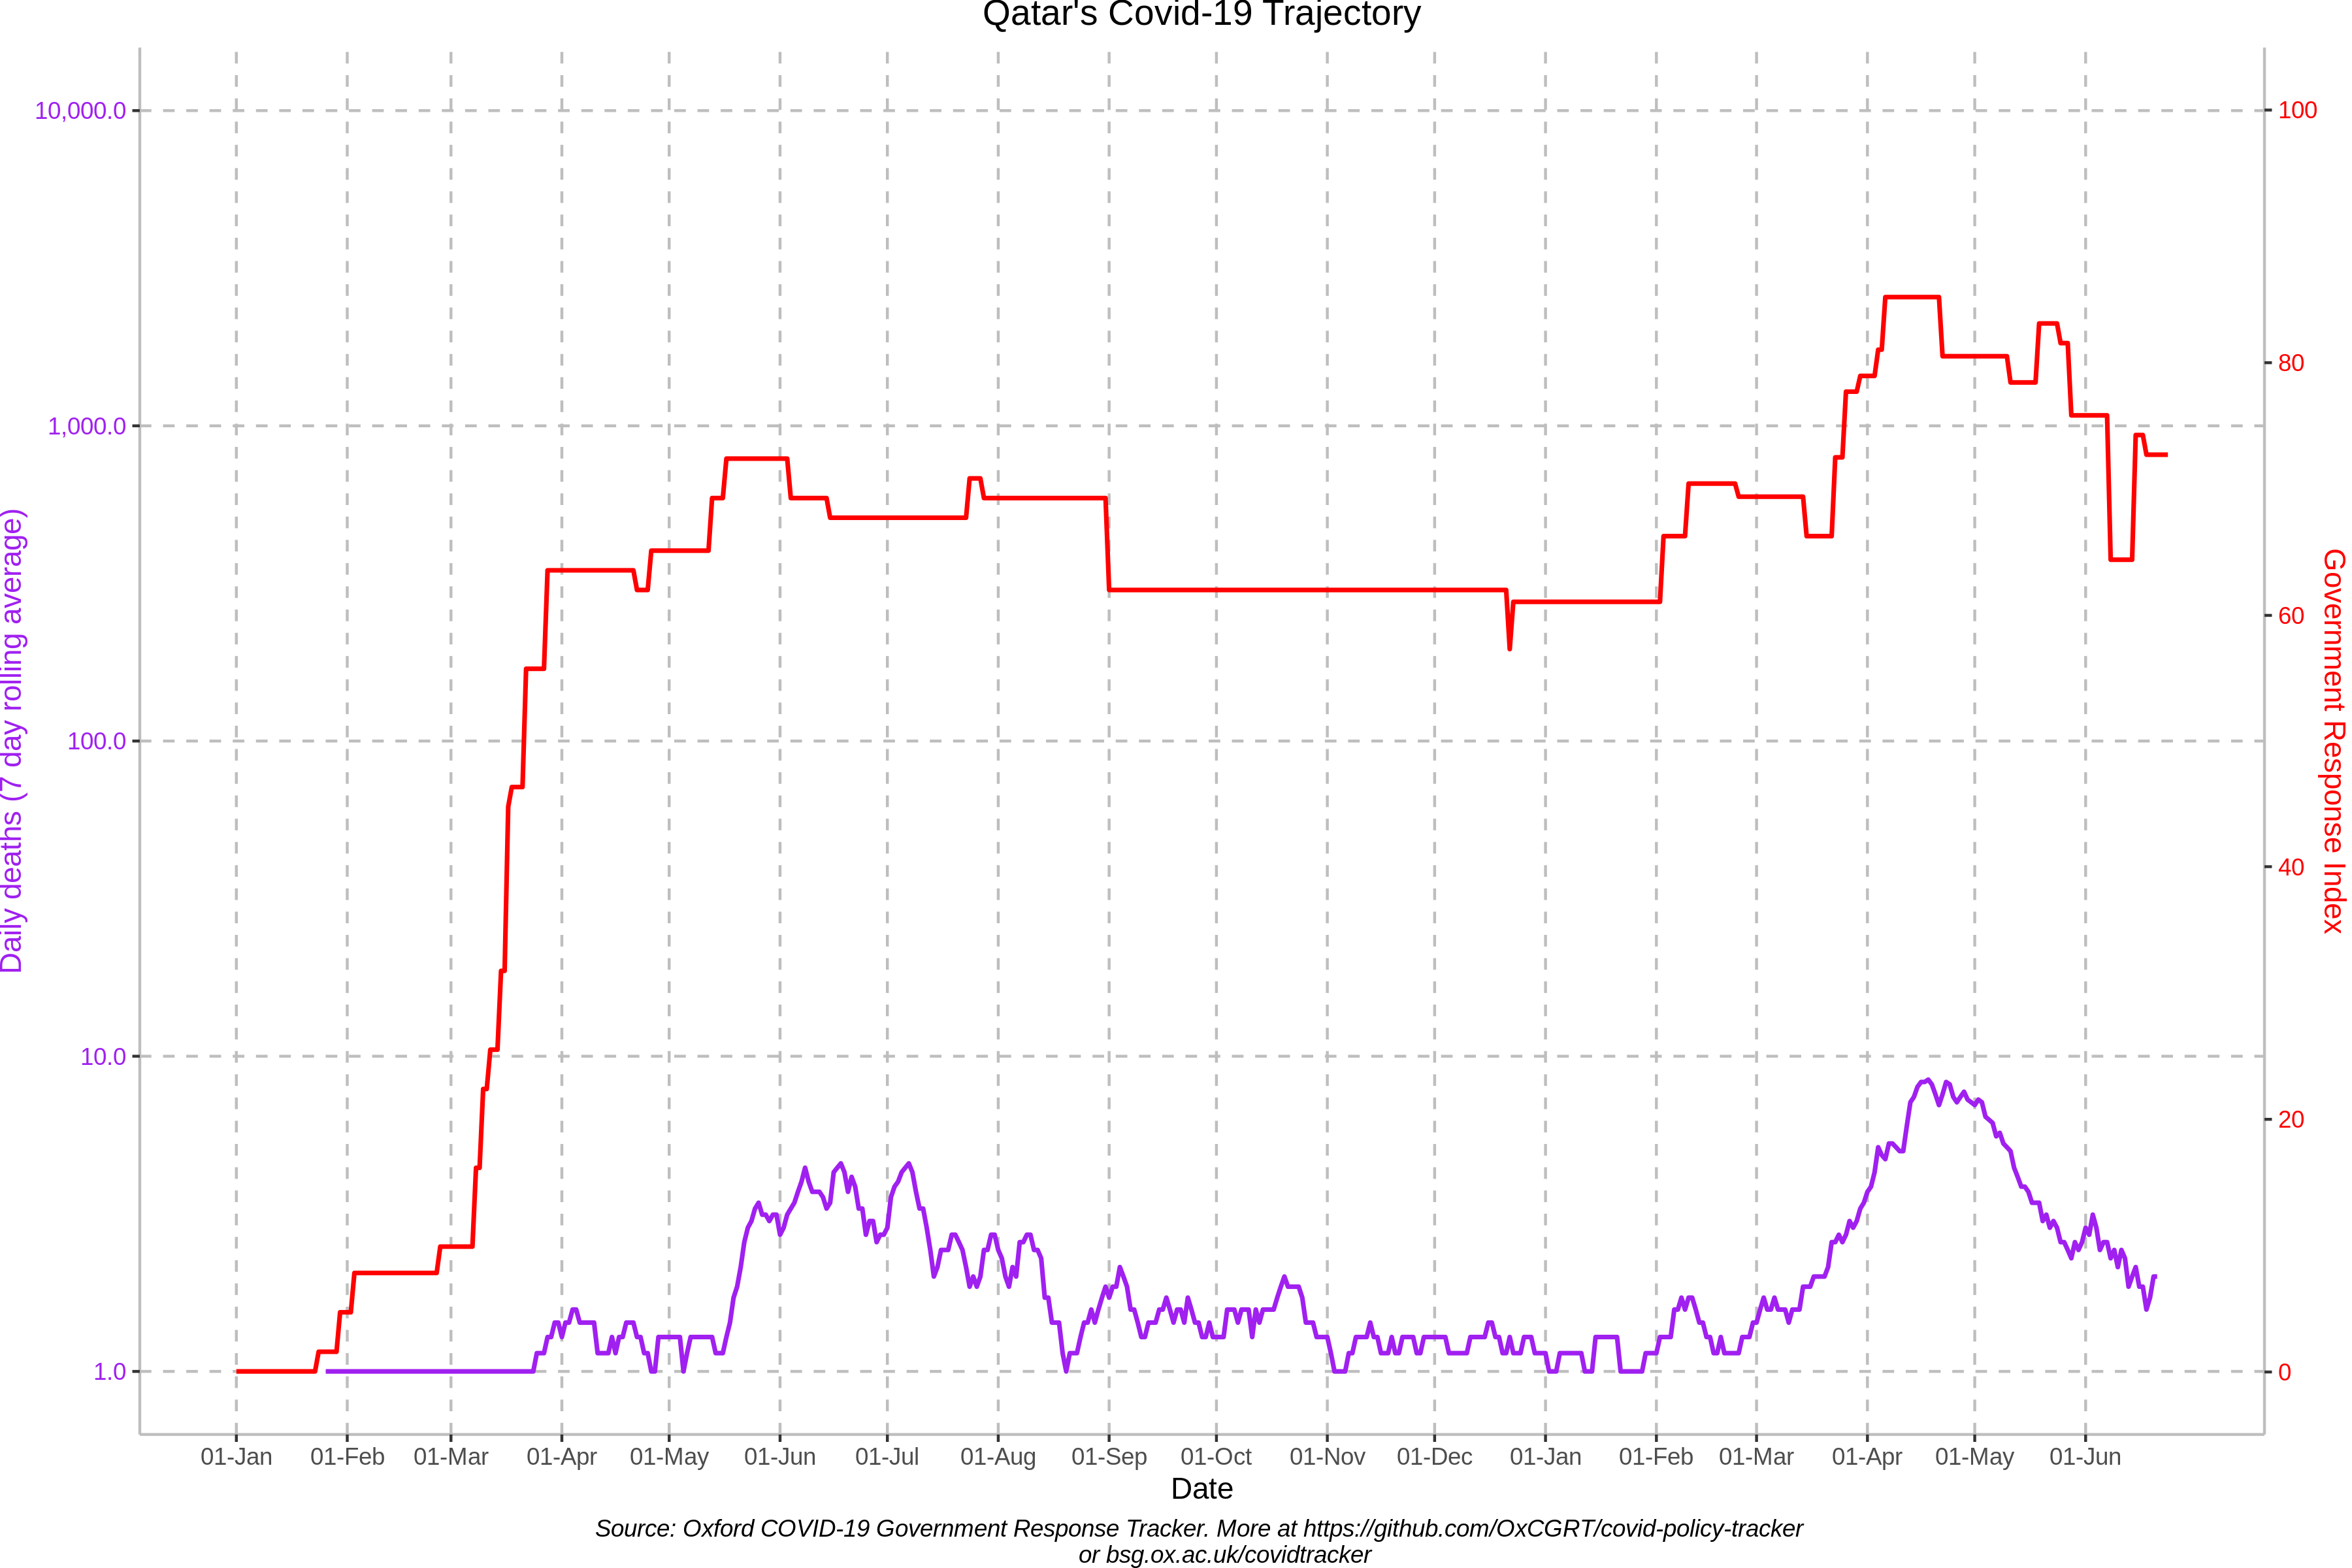 Qatar's Covid-19 Trajectory
10,000.0
1,000.0
100.0
10.0
1.0
Daily deaths (7 day rolling average)
100
80
60
40
20
0
Government Response Index
01-Jan 01-Feb 01-Mar 01-Apr 01-May 01-Jun 01-Jul 01-Aug 01-Sep 01-Oct 01-Nov 01-Dec 01-Jan 01-Feb 01-Mar 01-Apr 01-May 01-Jun
Date
Source: Oxford COVID-19 Government Response Tracker. More at https://github.com/OxCGRT/covid-policy-tracker
or bsg.ox.ac.uk/covidtracker